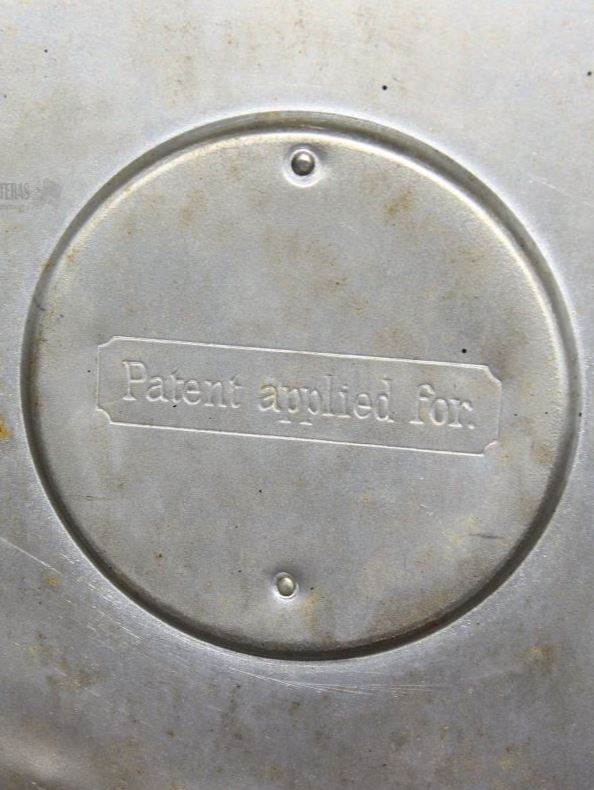 Patent applied for.